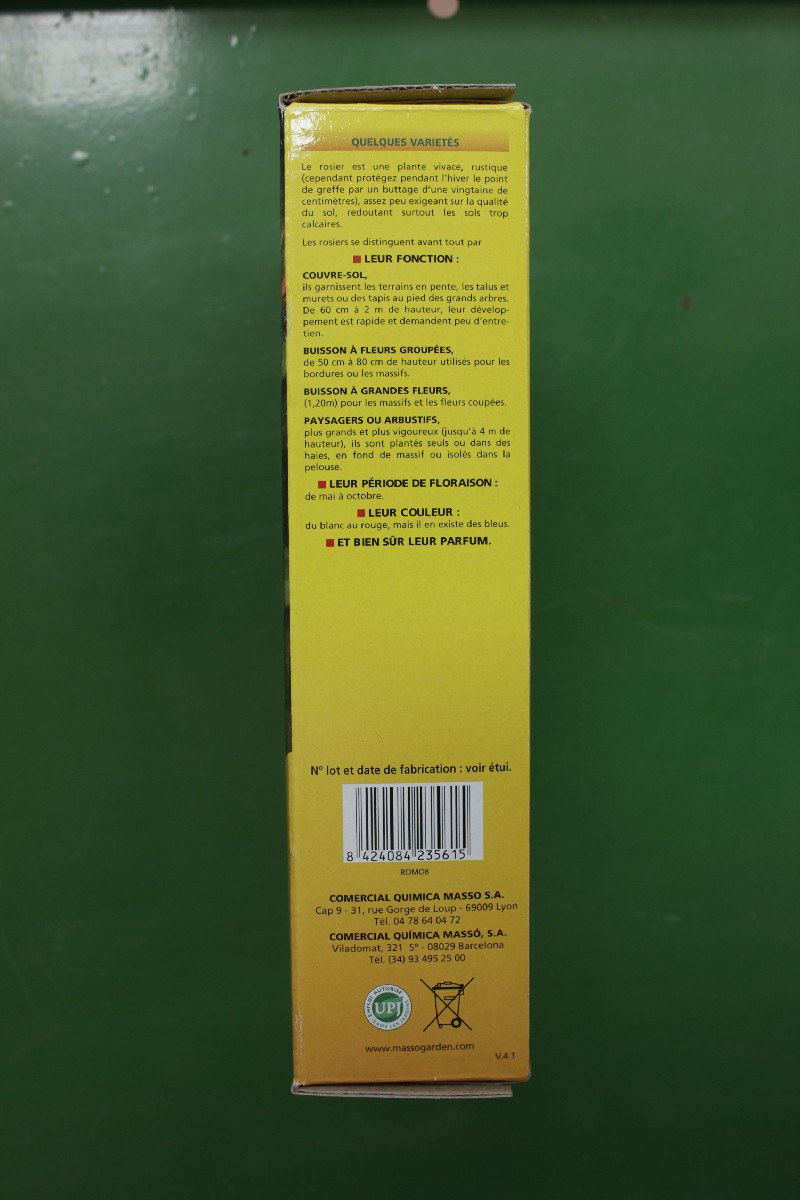 QUELQUES VARIETÉS
Le rosier est une plante vivace, rustique
(cependant protégez pendant l'hiver le point
de greffe par un buttage d'une vingtaine de
centimètres), assez peu exigeant sur la qualité
du sol, redoutant surtout les sols trop
calcaires.
Les rosiers se distinguent avant tout par
LEUR FONCTION :
COUVRE-SOL,
ils garnissent les terrains en pente, les talus et
murets ou des tapis au pied des grands arbres.
De 60 cm à 2 m de hauteur, leur dévelop-
pement est rapide et demandent peu d'entre-
tien.
BUISSON À FLEURS GROUPÉES,
de 50 cm à 80 cm de hauteur utilisés pour les
bordures ou les massifs.
BUISSON À GRANDES FLEURS,
(1,20m) pour les massifs et les fleurs coupées.
PAYSAGERS OU ARBUSTIFS,
plus grands et plus vigoureux (jusqu'à 4 m de
hauteur), ils sont plantés seuls ou dans des
haies, en fond de massif ou isolés dans la
pelouse.
LEUR PÉRIODE DE FLORAISON :
de mai à octobre.
LEUR COULEUR :
du blanc au rouge, mais il en existe des bleus.
ET BIEN SÛR LEUR PARFUM.
N° lot et date de fabrication : voir étui.
8 424084 235615
ROMO8
COMERCIAL QUIMICA MASSO S.A.
Cap 9 - 31, rue Gorge de Loup - 69009 Lyon
Tél. 04 78 64 04 72
COMERCIAL QUÍMICA MASSÓ, S.A.
Viladomat, 321 5º - 08029 Barcelona
Tél. (34) 93 495 25 00
EMPLOI AUTORISÉ
UPJ
DANS LES JARDINS
www.massogarden.com
V.4.1